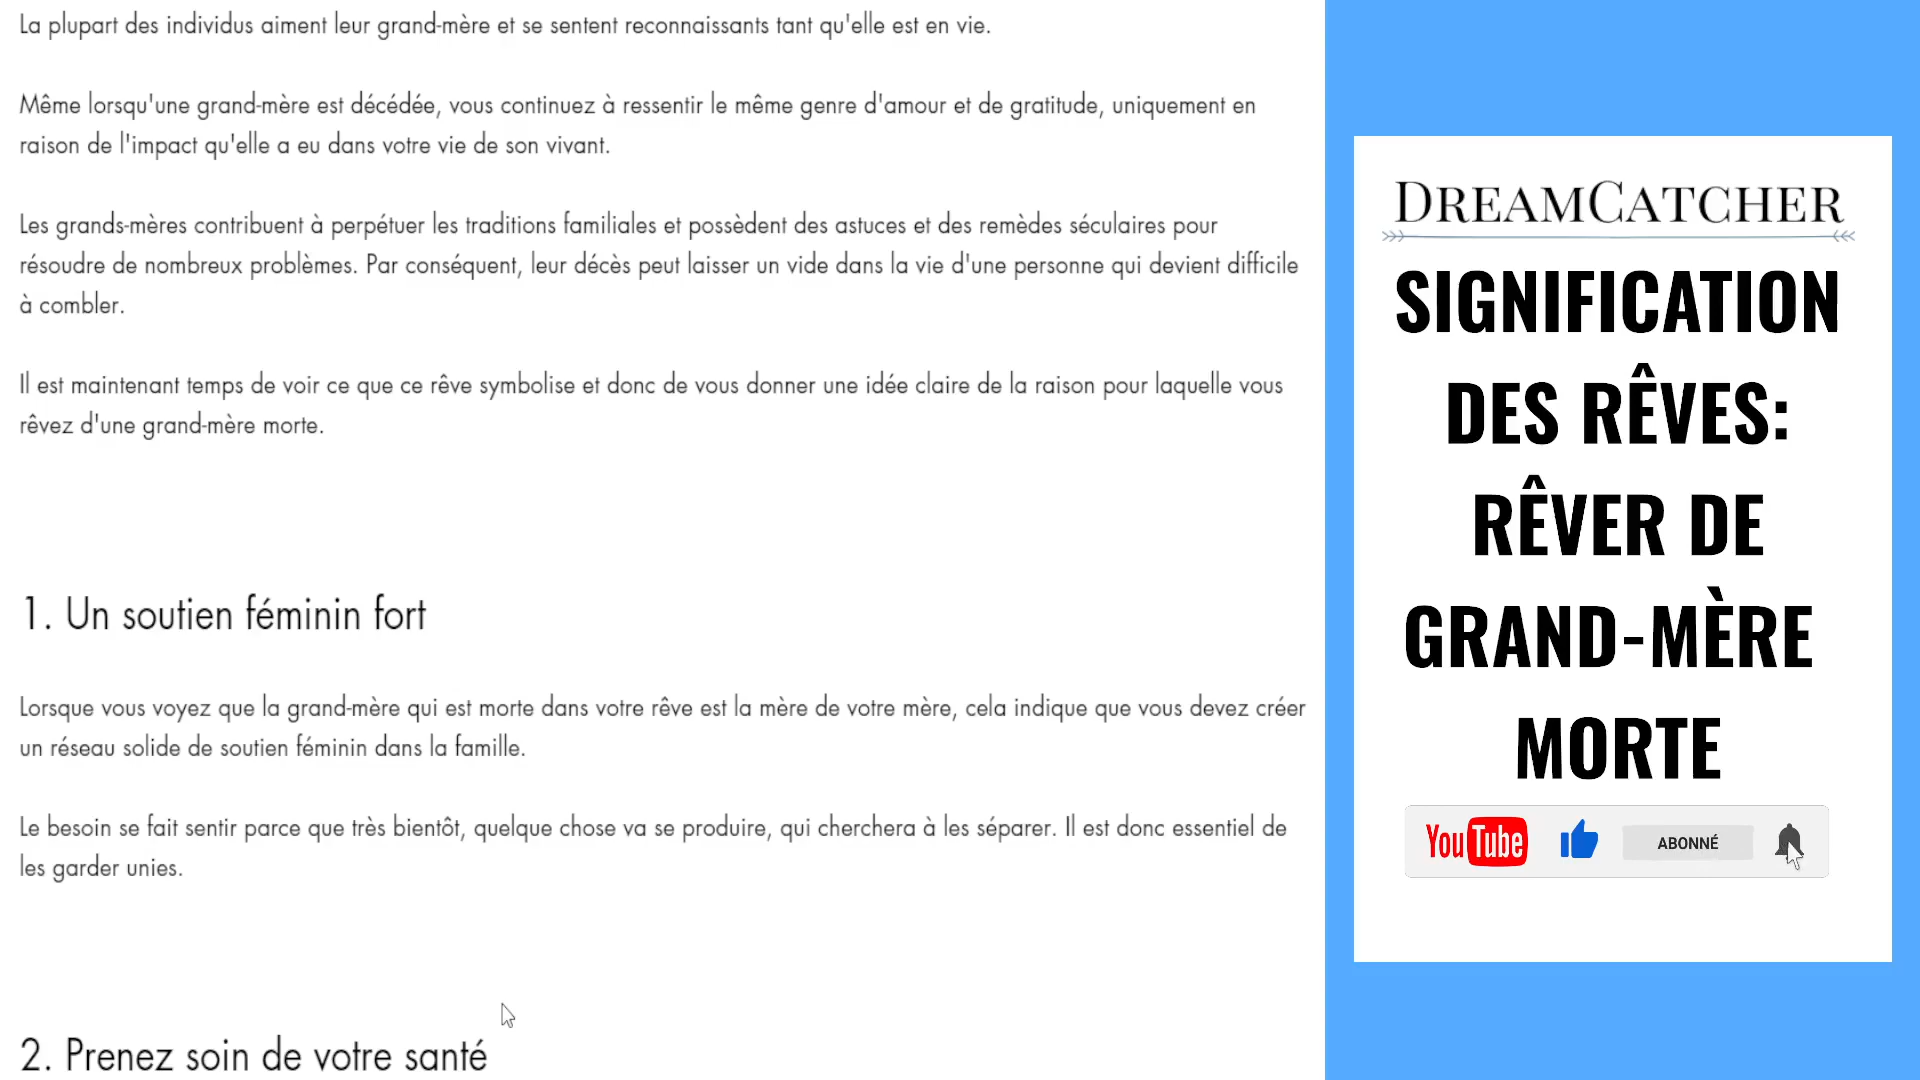 La plupart des individus aiment leur grand-mère et se sentent reconnaissants tant qu'elle est en vie.
Même lorsqu'une grand-mère est décédée, vous continuez à ressentir le même genre d'amour et de gratitude, uniquement en
raison de l'impact qu'elle a eu dans votre vie de son vivant.
Les grands-mères contribuent à perpétuer les traditions familiales et possèdent des astuces et des remèdes séculaires pour
résoudre de nombreux problèmes. Par conséquent, leur décès peut laisser un vide dans la vie d'une personne qui devient difficile
à combler.
Il est maintenant temps de voir ce que ce rêve symbolise et donc de vous donner une idée claire de la raison pour laquelle vous
rêvez d'une grand-mère morte.
1. Un soutien féminin fort
Lorsque vous voyez que la grand-mère qui est morte dans votre rêve est la mère de votre mère, cela indique que vous devez créer
un réseau solide de soutien féminin dans la famille.
Le besoin se fait sentir parce que très bientôt, quelque chose va se produire, qui cherchera à les séparer. Il est donc essentiel de
les garder unies.
2. Prenez soin de votre santé
DREAMCATCHER
SIGNIFICATION
DES RÊVES:
RÊVER DE
GRAND-MÈRE
MORTE
YouTube
ABONNÉ